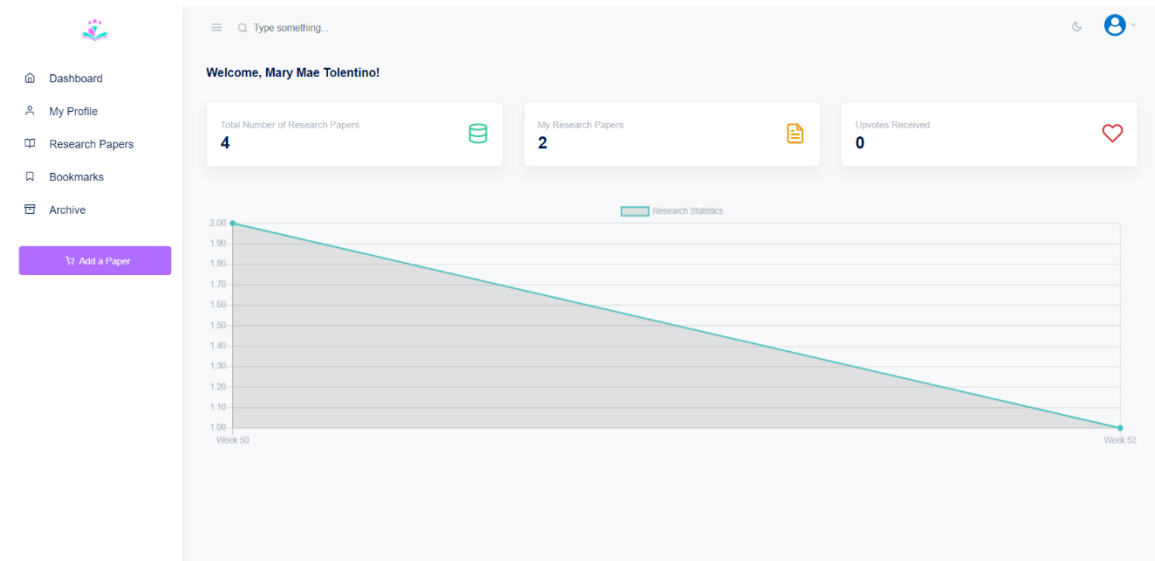 Type something...
Dashboard
My Profile
Research Papers
Bookmarks
Archive
Add a Paper
Welcome, Mary Mae Tolentino!
Total Number of Research Papers
4
My Research Papers
2
Upvotes Received
0
Research Statistics
2.00
1.90
1.80
1.70
1.60
1.50
1.40
1.30
1.20
1.10
1.00
Week 50
Week 52